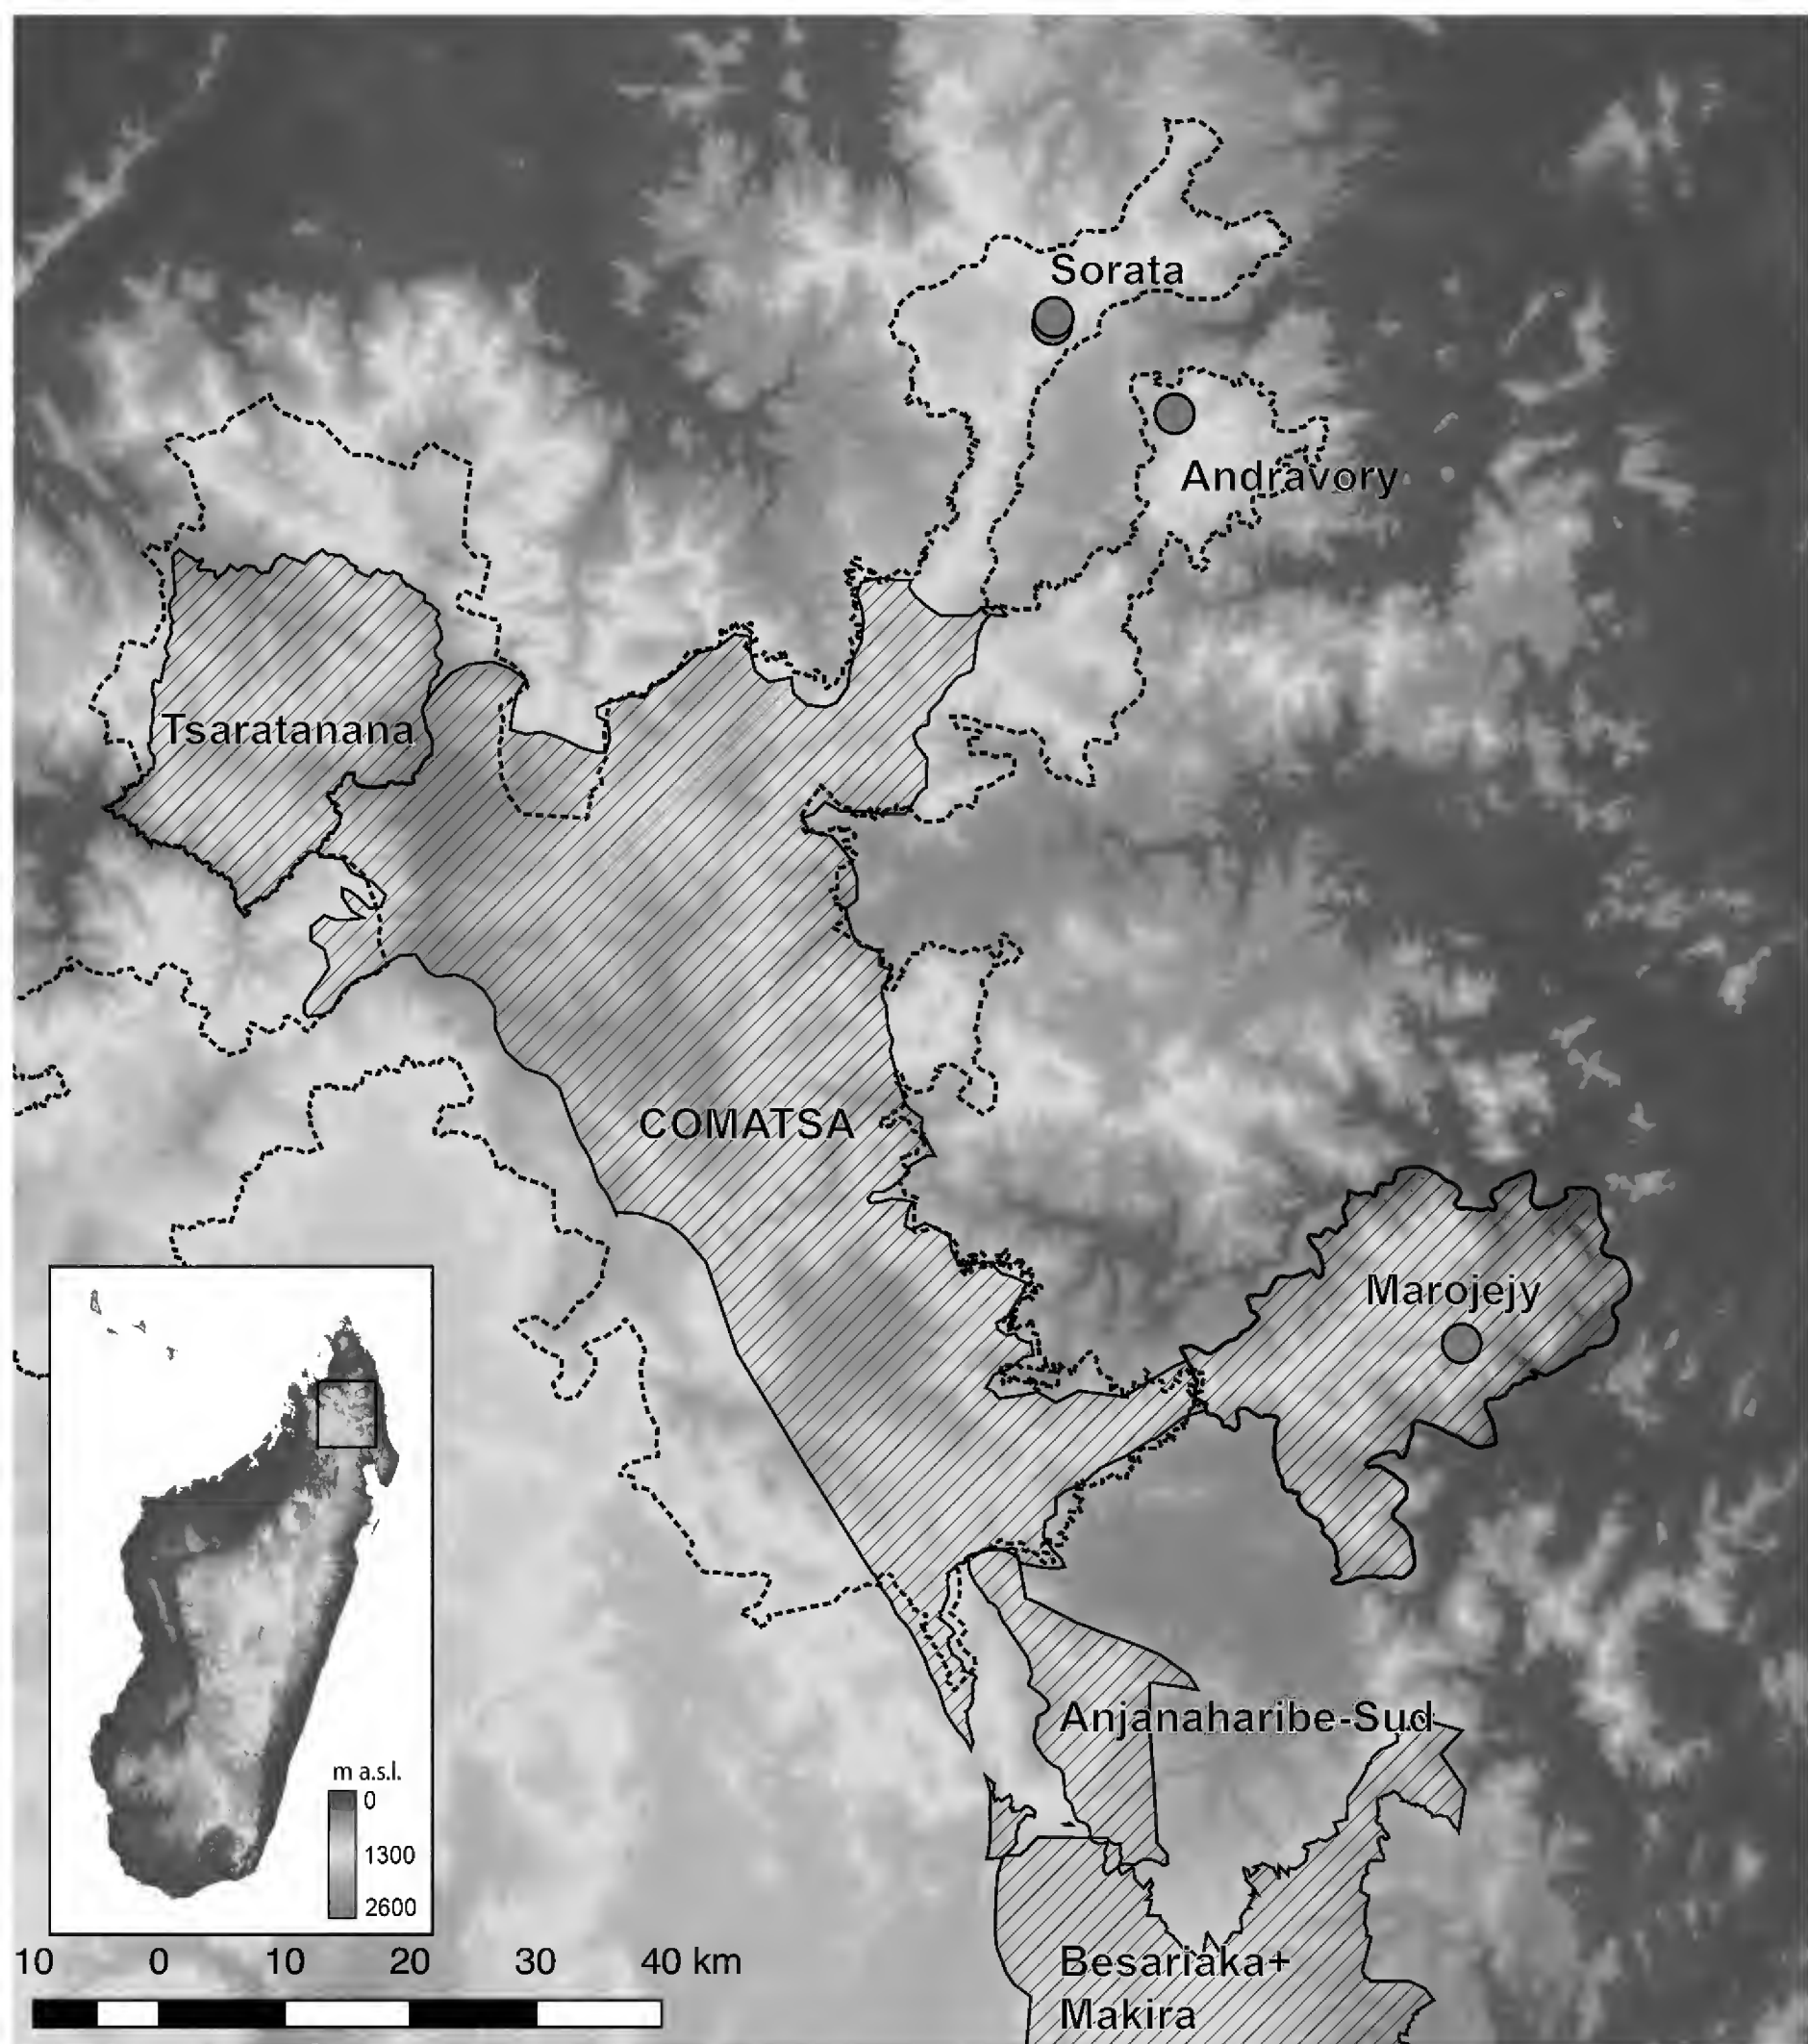 Sorata
Andravory
Tsaratanana
COMATSA
Marojejy
Anjanaharibe-Sud
Besariaka+
Makira
m a.s.l.
0
1300
2600
10 0 10 20 30 40 km